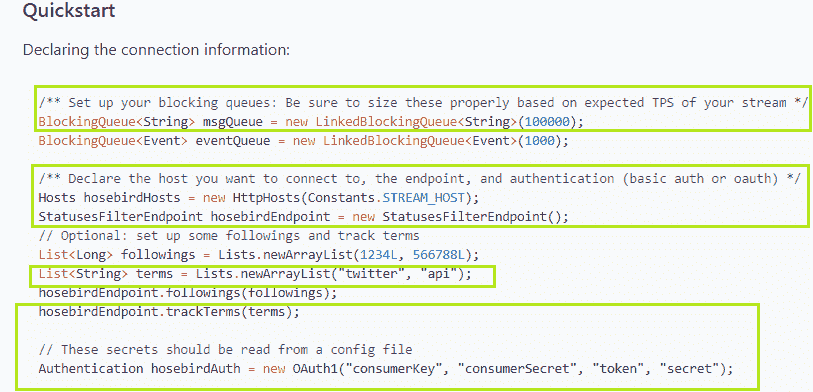 Quickstart
Declaring the connection information:
/** Set up your blocking queues: Be sure to size these properly based on expected TPS of your stream */
BlockingQueue<String> msgQueue = new LinkedBlockingQueue<String>(100000);
BlockingQueue<Event> eventQueue = new LinkedBlockingQueue<Event>(1000);
/** Declare the host you want to connect to, the endpoint, and authentication (basic auth or oauth) */
Hosts hosebirdHosts = new HttpHosts(Constants.STREAM_HOST);
StatusesFilterEndpoint hosebirdEndpoint = new StatusesFilterEndpoint();
// Optional: set up some followings and track terms
List<Long> followings = Lists.newArrayList(1234L, 566788L);
List<String> terms = Lists.newArrayList("twitter", "api");
hosebirdEndpoint.followings(followings);
hosebirdEndpoint.trackTerms(terms);
// These secrets should be read from a config file
Authentication hosebirdAuth = new OAuth1("consumerKey", "consumerSecret", "token", "secret");